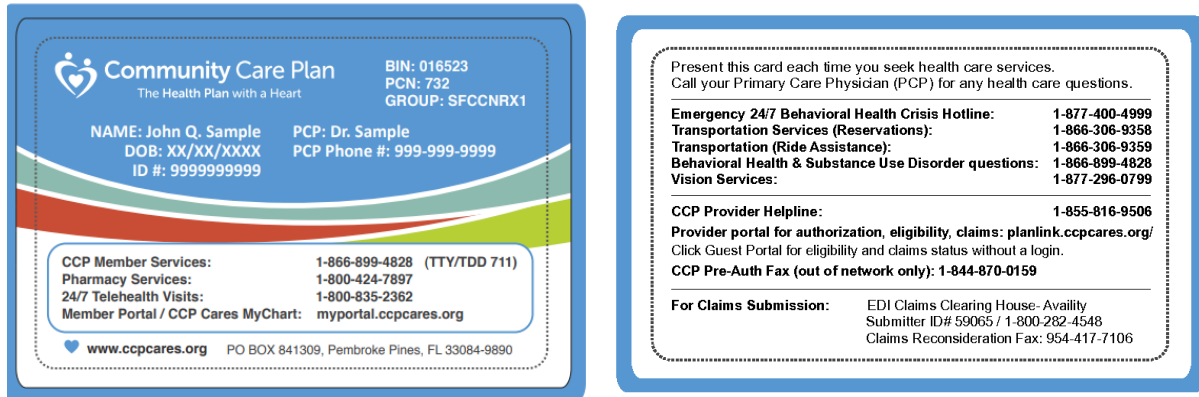 Community Care Plan
The Health Plan with a Heart
BIN: 016523
PCN: 732
GROUP: SFCCNRX1
NAME: John Q. Sample
DOB: XX/XX/XXXX
ID #: 9999999999
PCP: Dr. Sample
PCP Phone #: 999-999-9999
CCP Member Services: 1-866-899-4828 (TTY/TDD 711)
Pharmacy Services: 1-800-424-7897
24/7 Telehealth Visits: 1-800-835-2362
Member Portal / CCP Cares MyChart: myportal.ccpcares.org
www.ccpcares.org PO BOX 841309, Pembroke Pines, FL 33084-9890
Present this card each time you seek health care services.
Call your Primary Care Physician (PCP) for any health care questions.
Emergency 24/7 Behavioral Health Crisis Hotline: 1-877-400-4999
Transportation Services (Reservations): 1-866-306-9358
Transportation (Ride Assistance): 1-866-306-9359
Behavioral Health & Substance Use Disorder questions: 1-866-899-4828
Vision Services: 1-877-296-0799
CCP Provider Helpline: 1-855-816-9506
Provider portal for authorization, eligibility, claims: planlink.ccpcares.org/
Click Guest Portal for eligibility and claims status without a login.
CCP Pre-Auth Fax (out of network only): 1-844-870-0159
For Claims Submission: EDI Claims Clearing House- Availity
Submitter ID# 59065 / 1-800-282-4548
Claims Reconsideration Fax: 954-417-7106